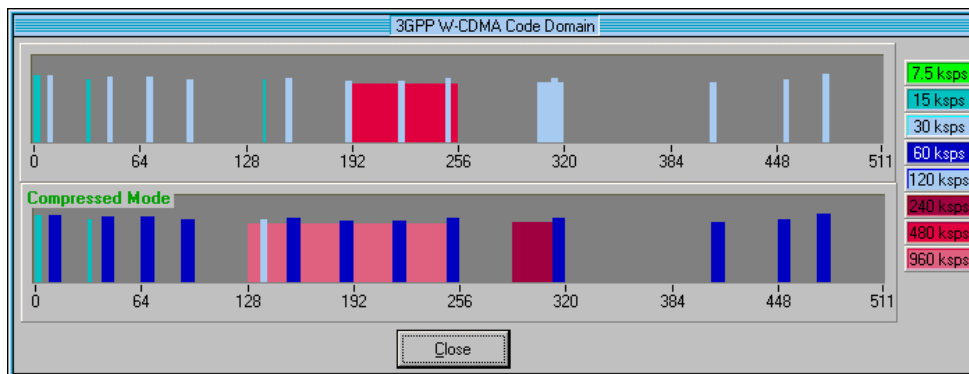 3GPP W-CDMA Code Domain
0 64 128 192 256 320 384 448 511
Compressed Mode
0 64 128 192 256 320 384 448 511
7.5 ksps
15 ksps
30 ksps
60 ksps
120 ksps
240 ksps
480 ksps
960 ksps
Close